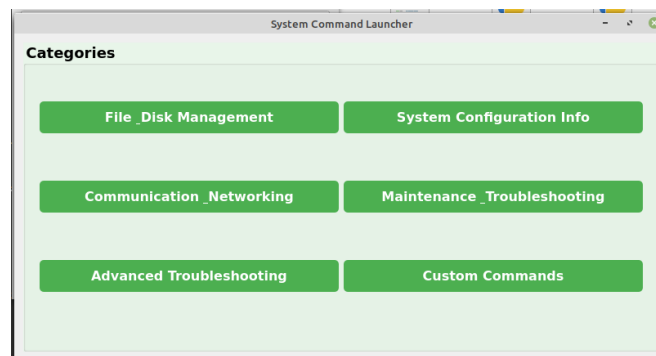 System Command Launcher
Categories
File _Disk Management
System Configuration Info
Communication _Networking
Maintenance _Troubleshooting
Advanced Troubleshooting
Custom Commands